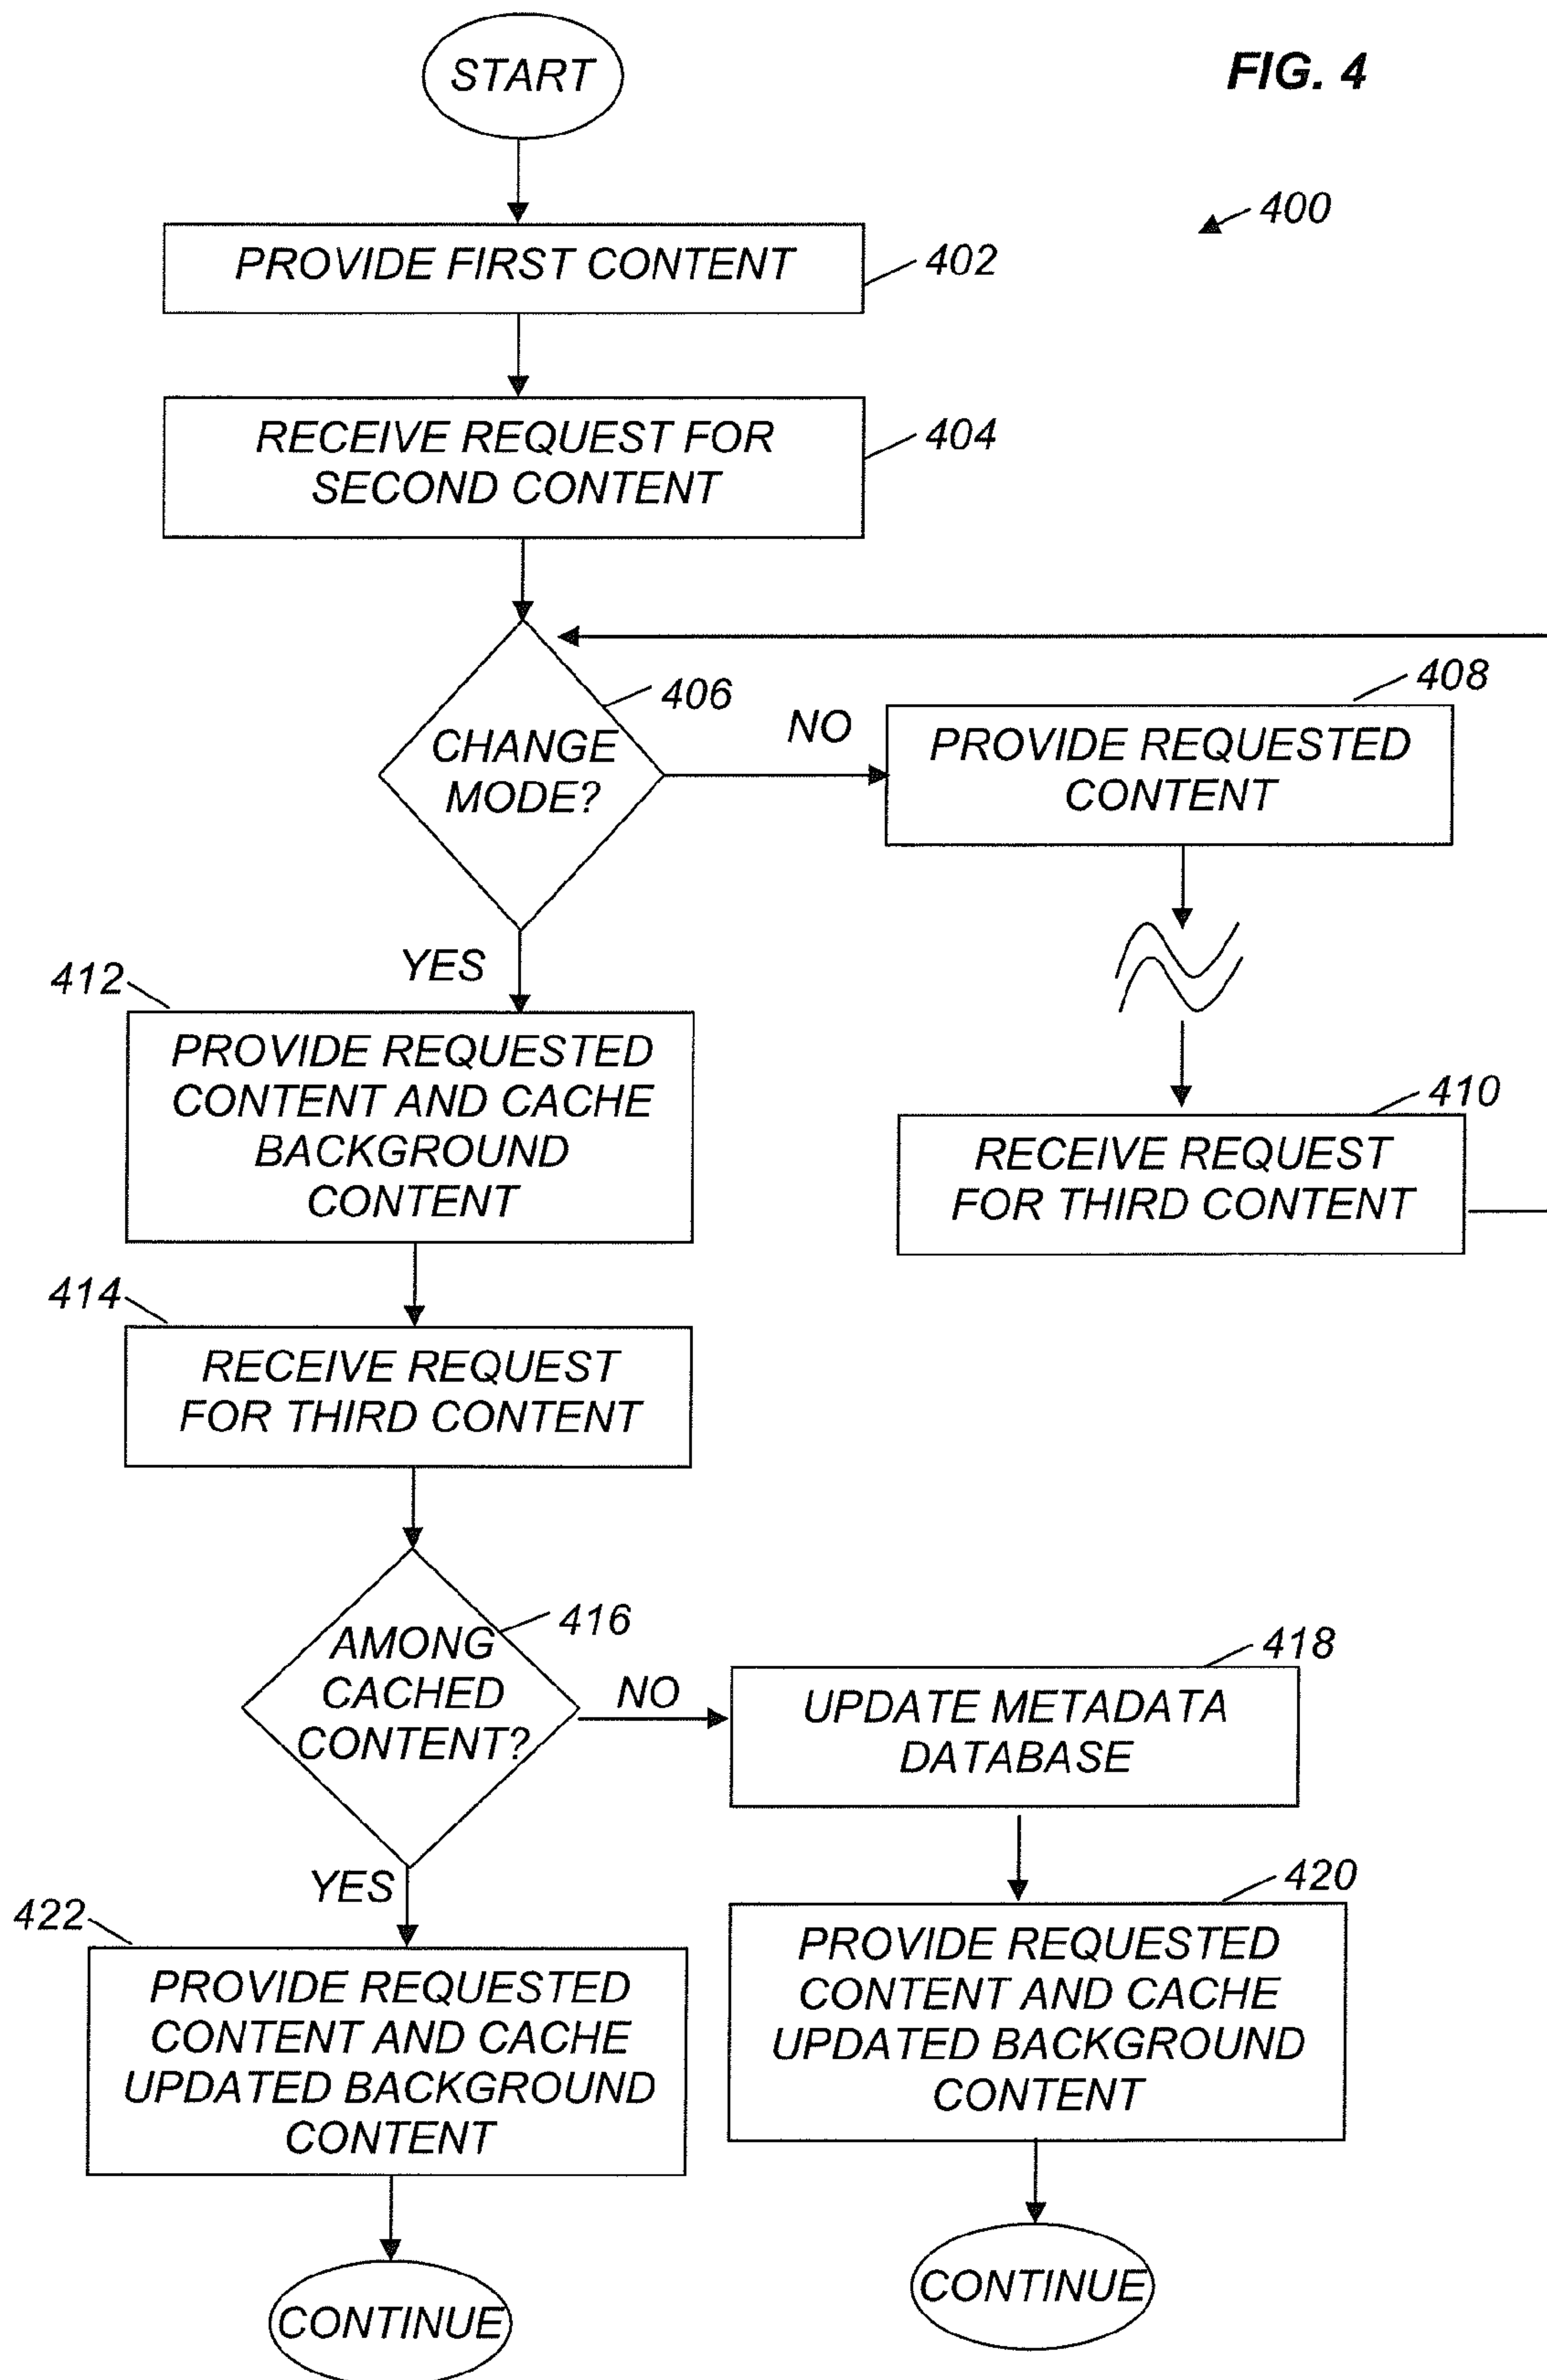 START
FIG. 4
400
PROVIDE FIRST CONTENT
402
RECEIVE REQUEST FOR
SECOND CONTENT
404
406
CHANGE
MODE?
NO
408
PROVIDE REQUESTED
CONTENT
YES
412
PROVIDE REQUESTED
CONTENT AND CACHE
BACKGROUND
CONTENT
410
RECEIVE REQUEST
FOR THIRD CONTENT
414
RECEIVE REQUEST
FOR THIRD CONTENT
416
AMONG
CACHED
CONTENT?
NO
418
UPDATE METADATA
DATABASE
YES
422
PROVIDE REQUESTED
CONTENT AND CACHE
UPDATED BACKGROUND
CONTENT
420
PROVIDE REQUESTED
CONTENT AND CACHE
UPDATED BACKGROUND
CONTENT
CONTINUE
CONTINUE